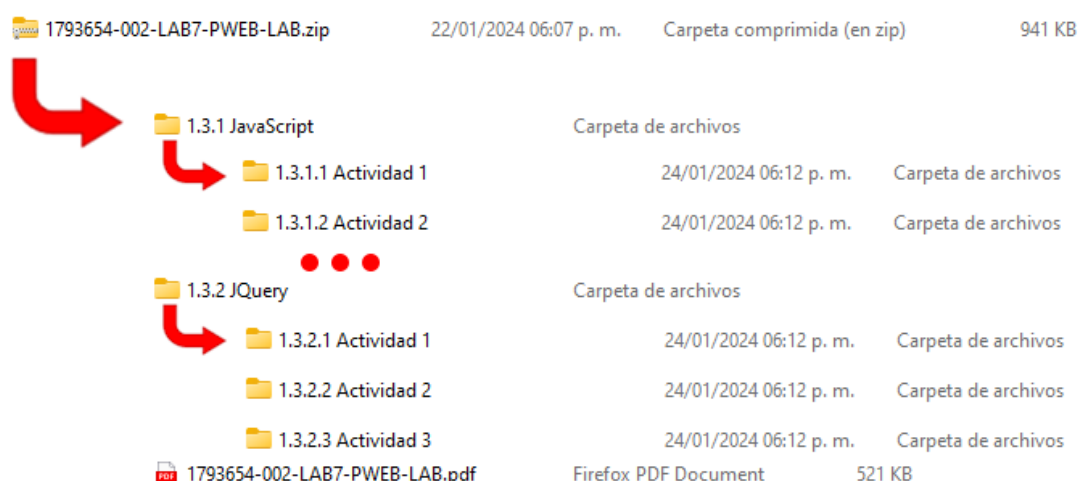 1793654-002-LAB7-PWEB-LAB.zip 22/01/2024 06:07 p. m. Carpeta comprimida (en zip) 941 KB
1.3.1 JavaScript Carpeta de archivos
1.3.1.1 Actividad 1 24/01/2024 06:12 p. m. Carpeta de archivos
1.3.1.2 Actividad 2 24/01/2024 06:12 p. m. Carpeta de archivos
1.3.2 JQuery Carpeta de archivos
1.3.2.1 Actividad 1 24/01/2024 06:12 p. m. Carpeta de archivos
1.3.2.2 Actividad 2 24/01/2024 06:12 p. m. Carpeta de archivos
1.3.2.3 Actividad 3 24/01/2024 06:12 p. m. Carpeta de archivos
PDF 1793654-002-LAB7-PWEB-LAB.pdf Firefox PDF Document 521 KB